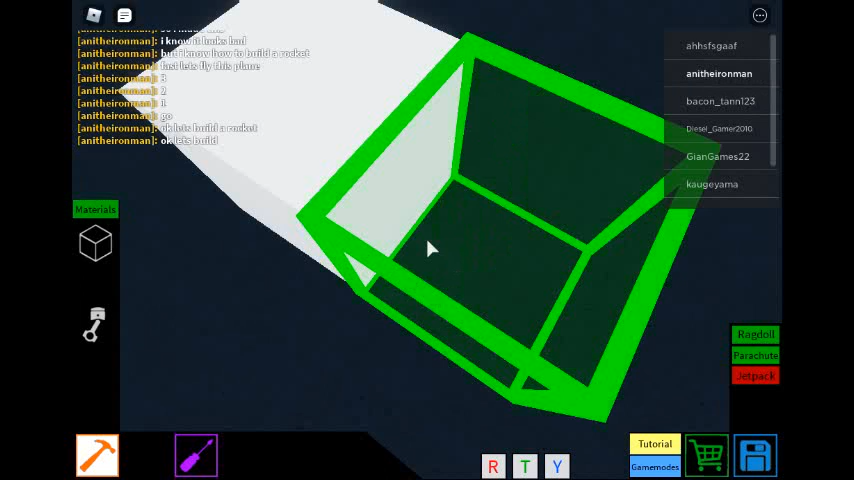 [anitheironman]: i know it looks bad
[anitheironman]: but i know how to build a rocket
[anitheironman]: fast lets fly this plane
[anitheironman]: 3
[anitheironman]: 2
[anitheironman]: 1
[anitheironman]: go
[anitheironman]: ok lets build a rocket
[anitheironman]: ok lets build
ahhsfsgaaf
anitheironman
bacon_tann123
Diesel_Gamer2010
GianGames22
kaugeyama
Materials
Ragdoll
Parachute
Jetpack
Tutorial
Gamemodes
R T Y